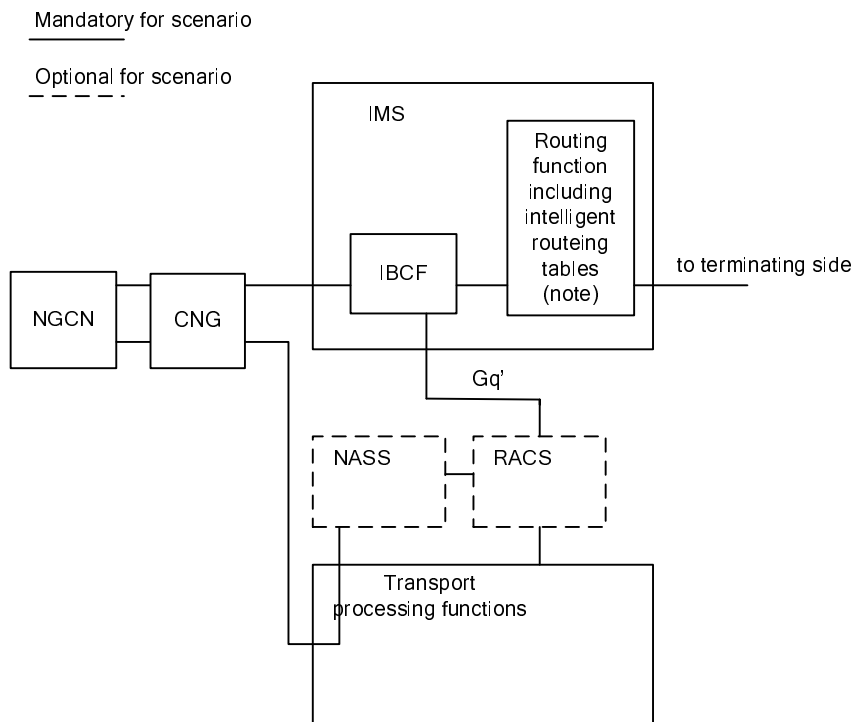 Mandatory for scenario
Optional for scenario
IMS
Routing
function
including
intelligent
routeing
tables
(note)
to terminating side
IBCF
NGCN
CNG
Gq'
NASS
RACS
Transport
processing functions